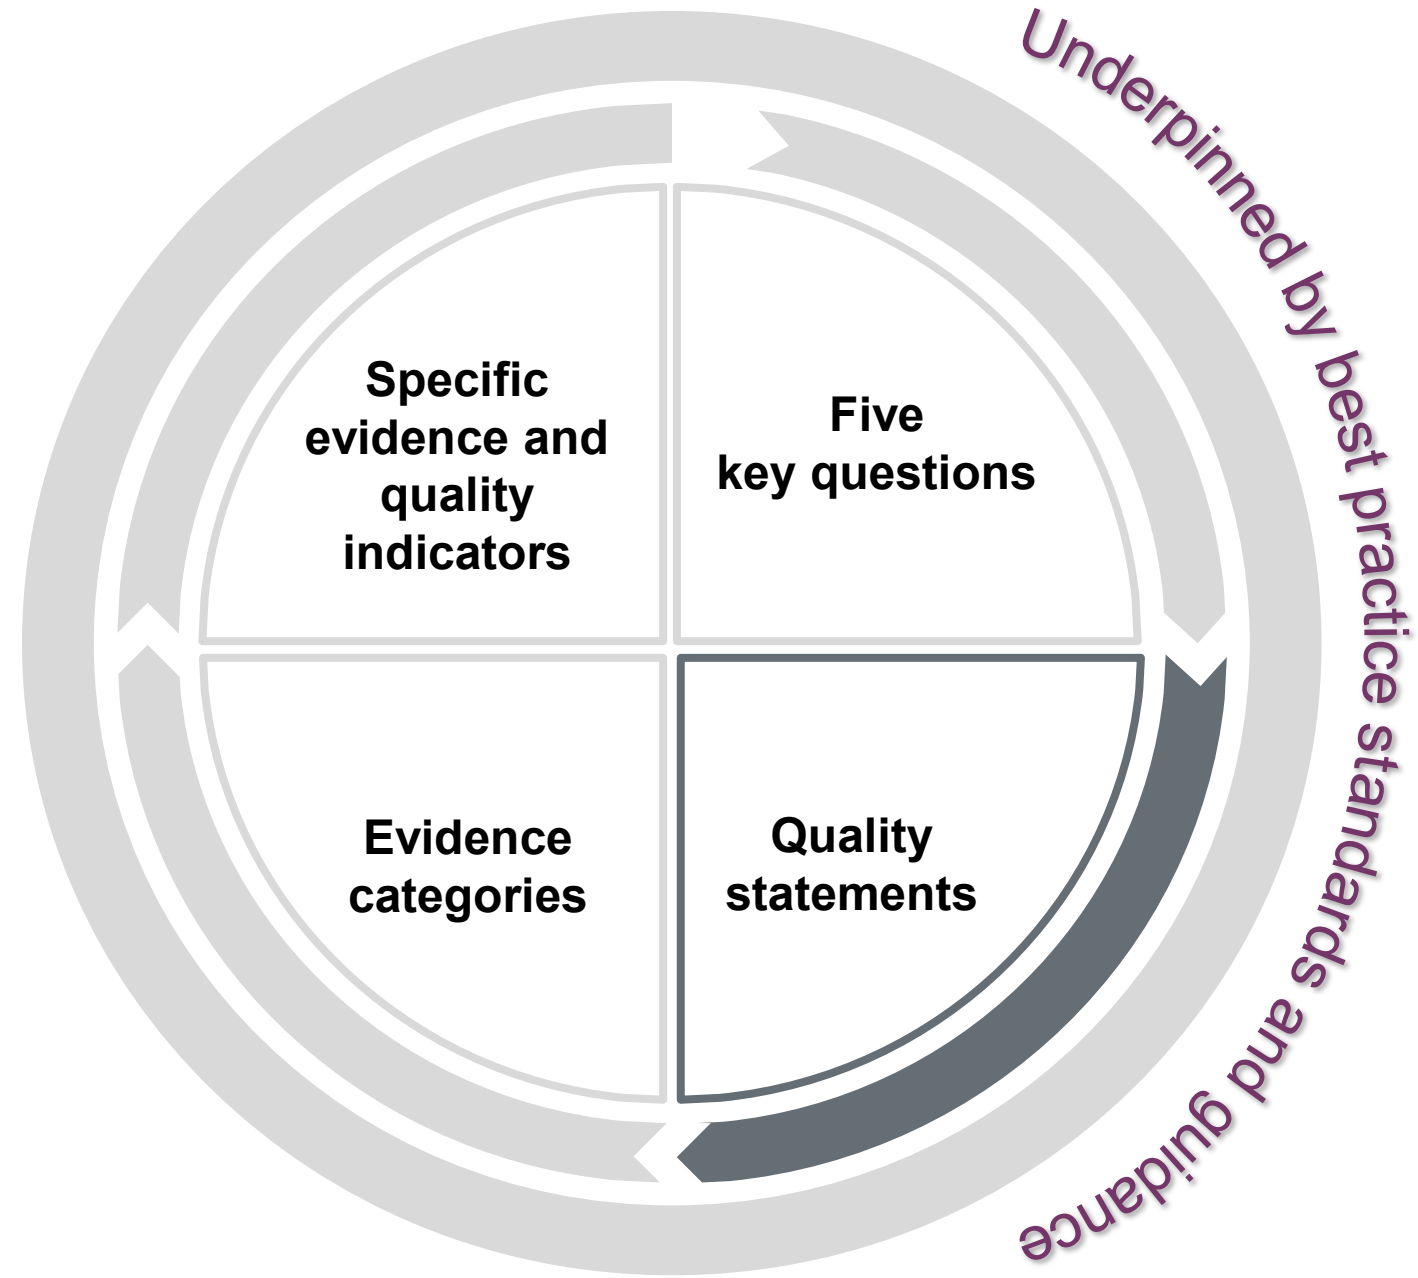 Underpinned by best practice standards and guidance
Specific
evidence and
quality
indicators
Five
key questions
Evidence
categories
Quality
statements